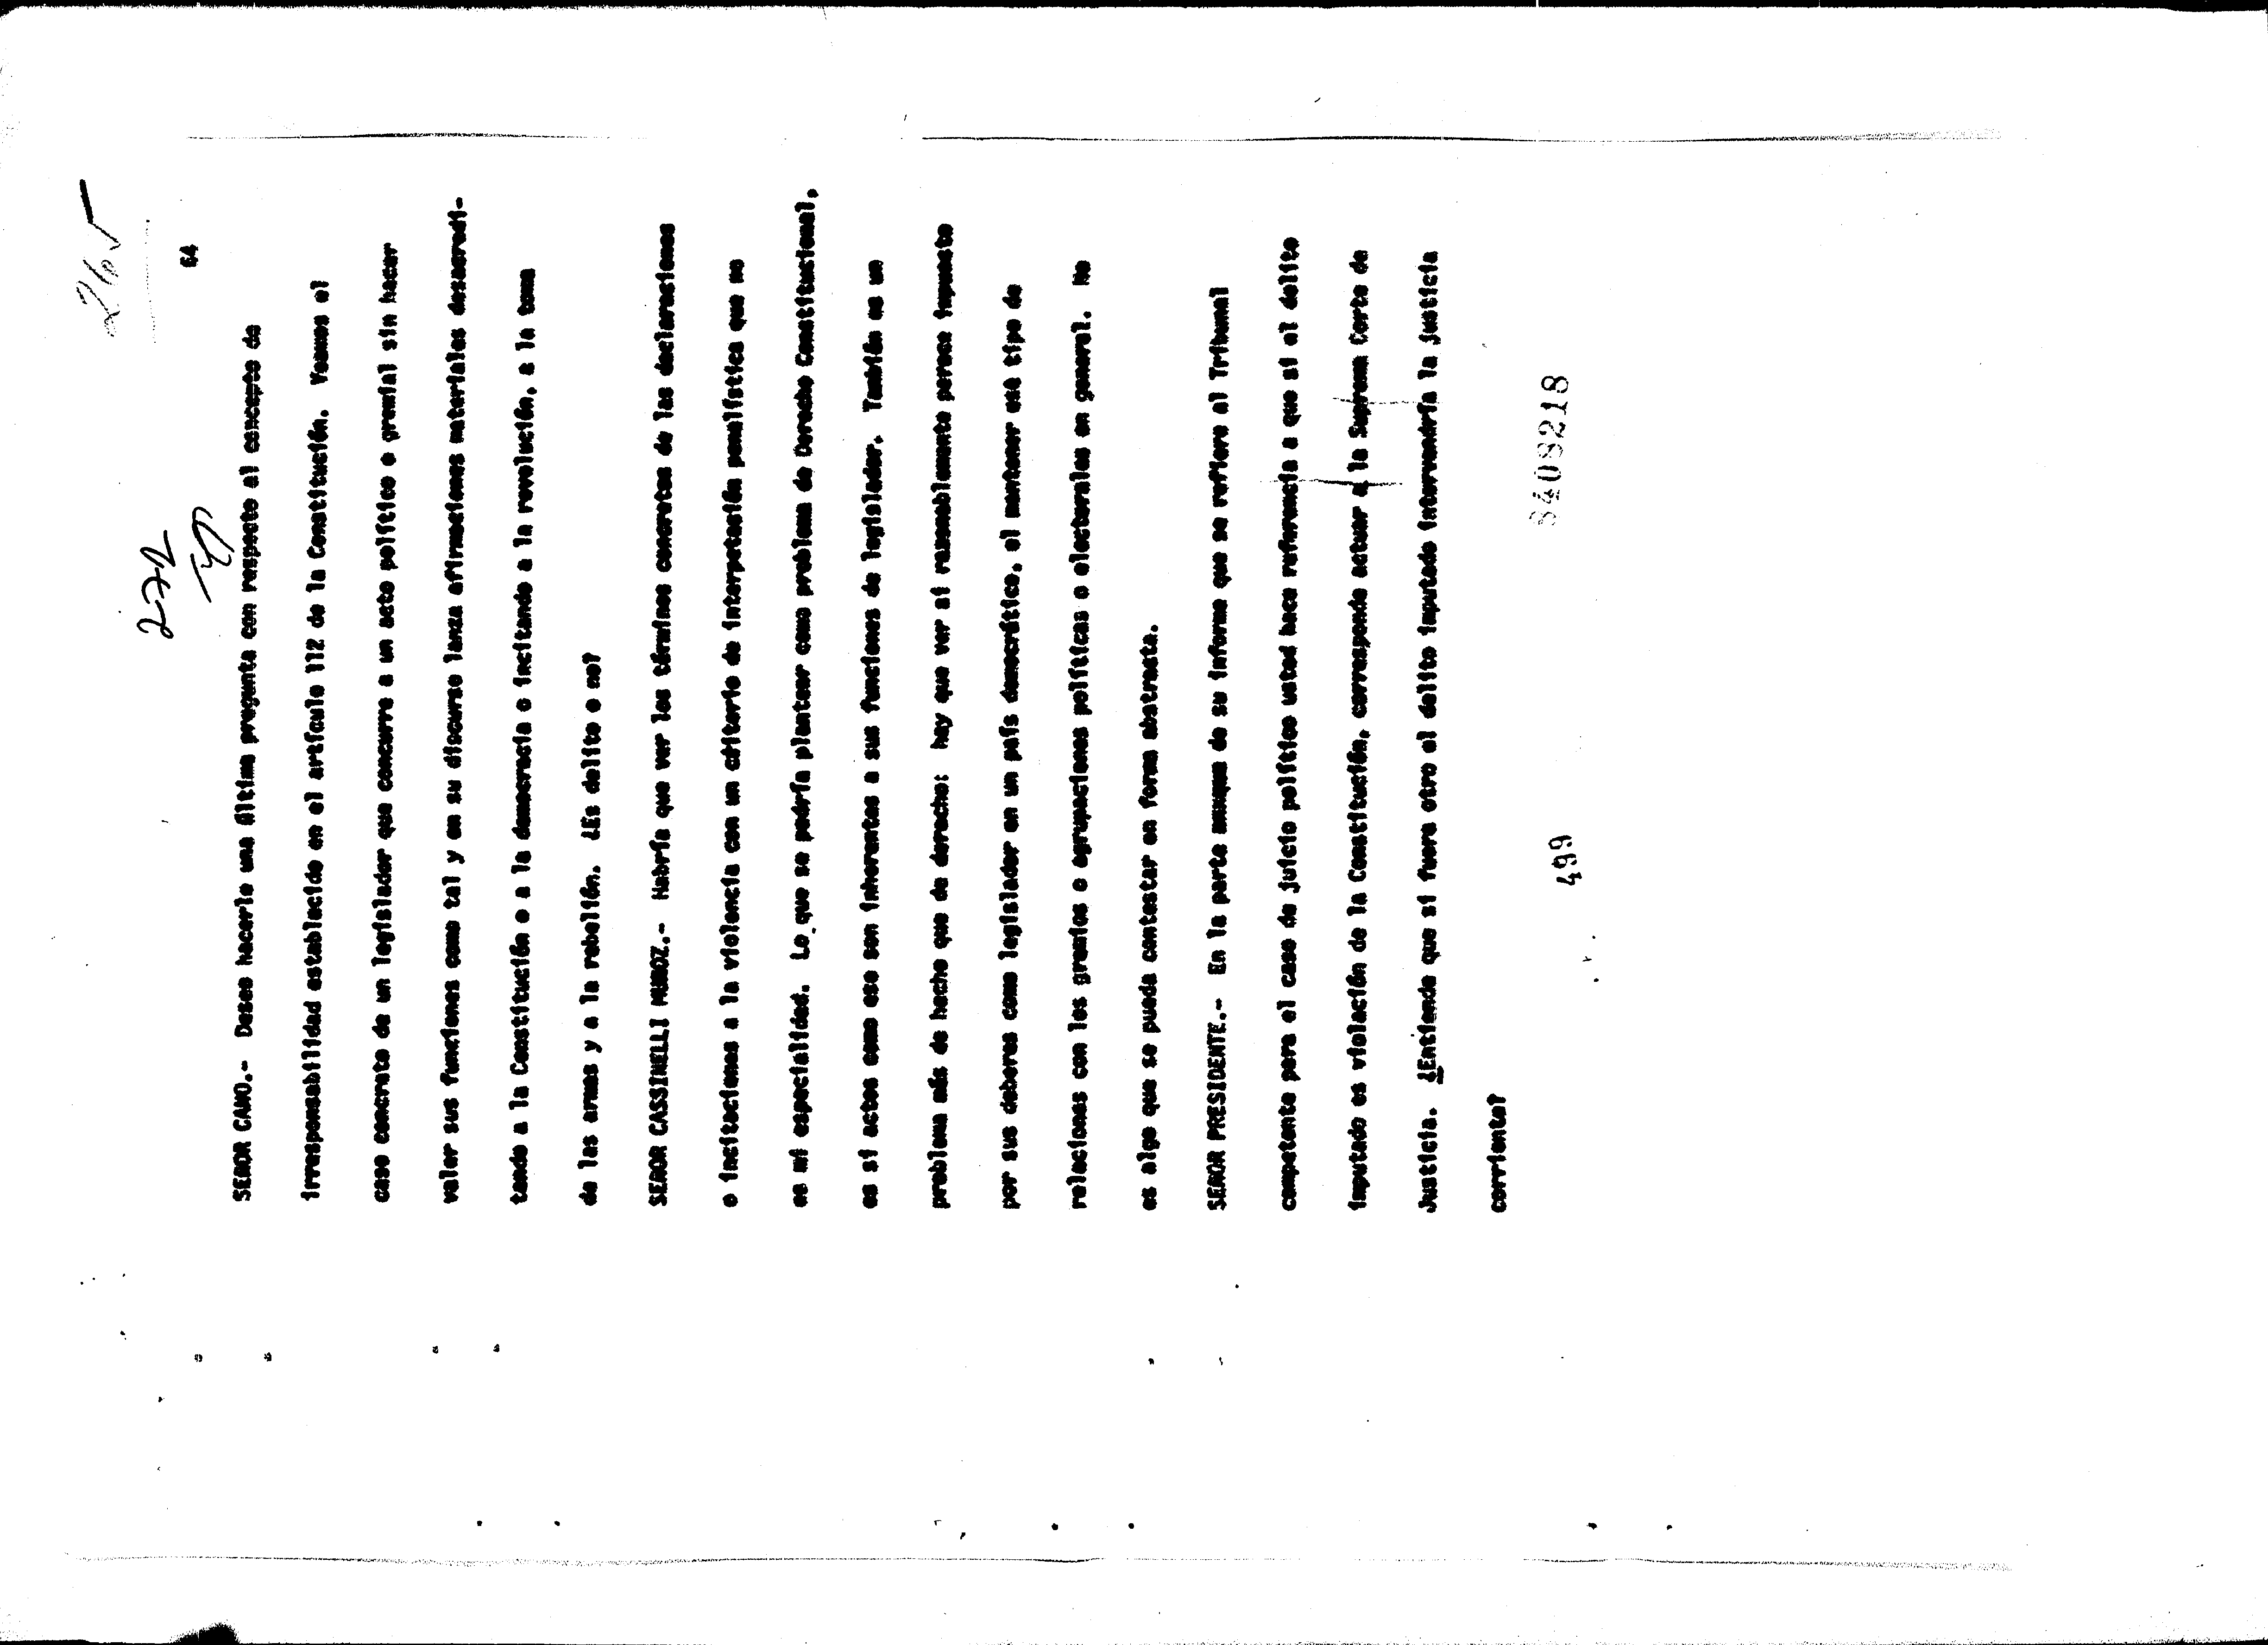 265
272
64
SEÑOR CANO.- Deseo hacerle una última pregunta con respecto al concepto de
irresponsabilidad establecido en el artículo 112 de la Constitución. Veamos el
caso concreto de un legislador que concurre a un acto político o gremial sin hacer
valer sus funciones como tal y en su discurso lanza afirmaciones materiales desacredi-
tando a la Constitución o a la democracia o incitando a la revolución, a la toma
de las armas y a la rebelión. ¿Es delito o no?
SEÑOR CASSINELLI MUÑOZ.- Habría que ver los términos concretos de las declaraciones
o incitaciones a la violencia con un criterio de interpetación penalística que no
es mi especialidad. Lo que se podría plantear como problema de Derecho Constitucional,
es si actos como ese son inherentes a sus funciones de legislador. También es un
problema más de hecho que de derecho: hay que ver si razonablemente parece impuesto
por sus deberes como legislador en un país democrático, el mantener ese tipo de
relaciones con los gremios o agrupaciones políticas o electorales en general. No
es algo que se pueda contestar en forma abstracta.
SEÑOR PRESIDENTE.- En la parte aunque de su informe que se refiere al Tribunal
competente para el caso de juicio político usted hace referencia a que si el delito
imputado es violación de la Constitución, corresponde actuar a la Suprema Corte de
Justicia. ¿Entiende que si fuera otro el delito imputado intervendría la justicia
corriente?
499
3408218